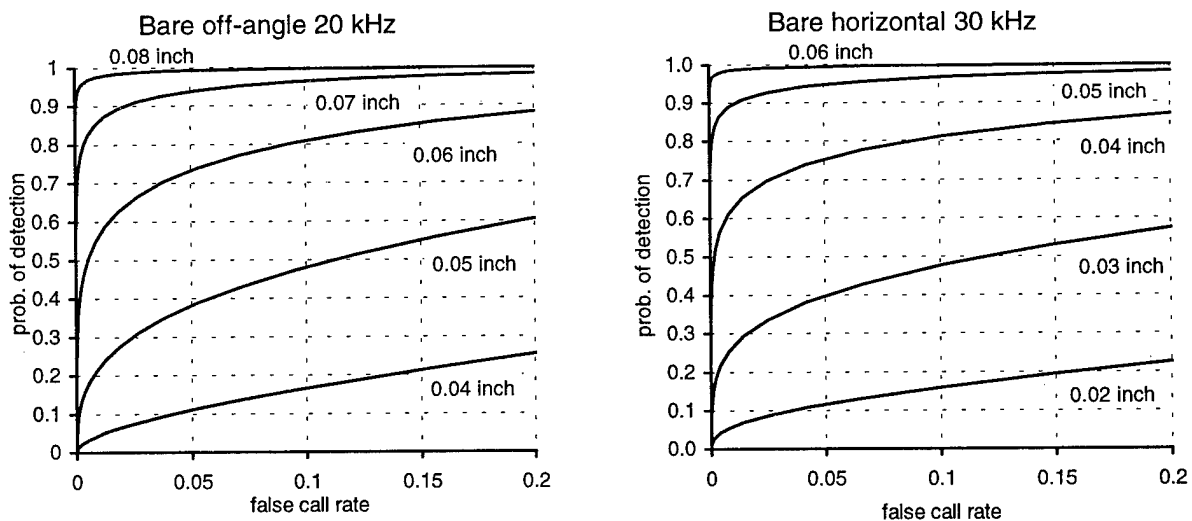 Bare off-angle 20 kHz
0.08 inch
1
0.9
0.8
0.7
0.6
0.5
0.4
0.3
0.2
0.1
0
prob. of detection
0.07 inch
0.06 inch
0.05 inch
0.04 inch
0
0.05
0.1
0.15
0.2
false call rate
Bare horizontal 30 kHz
0.06 inch
1.0
0.9
0.8
0.7
0.6
0.5
0.4
0.3
0.2
0.1
0.0
prob. of detection
0.05 inch
0.04 inch
0.03 inch
0.02 inch
0
0.05
0.1
0.15
0.2
false call rate